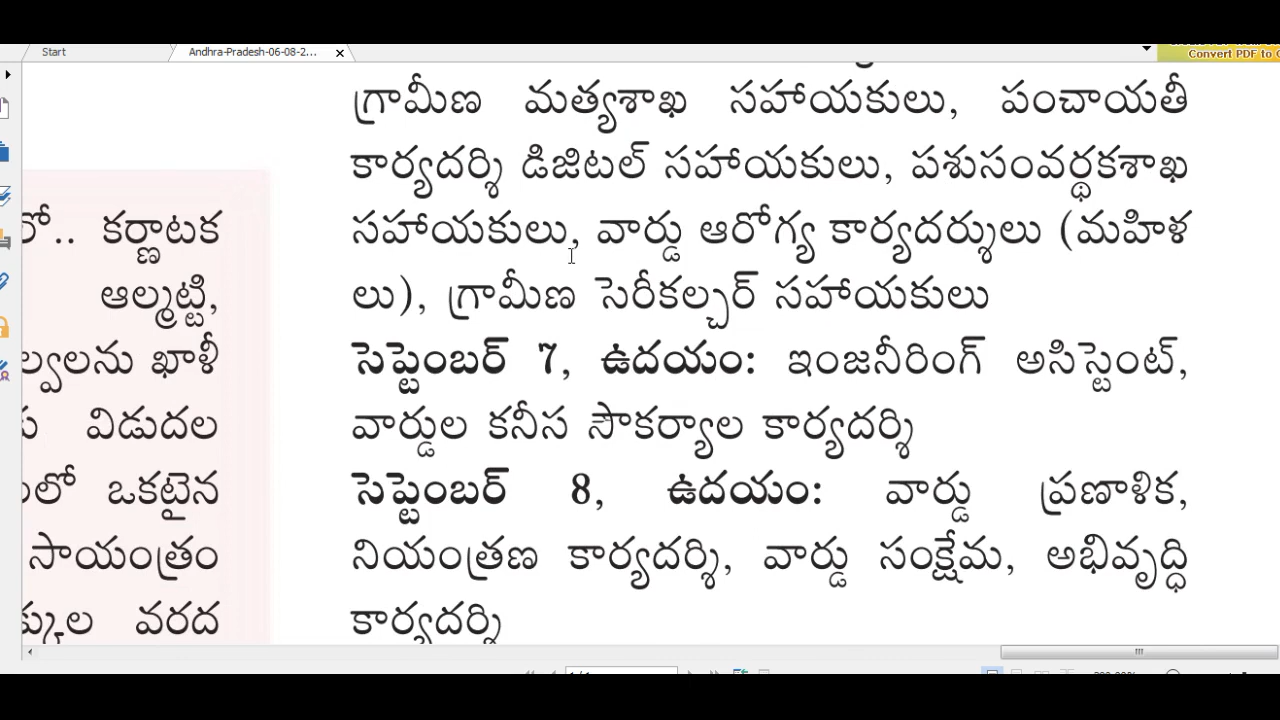 Start
Andhra-Pradesh-06-08-2...
Convert PDF to
గ్రామీణ మత్యశాఖ సహాయకులు, పంచాయతీ
కార్యదర్శి డిజిటల్ సహాయకులు, పశుసంవర్థకశాఖ
సహాయకులు, వార్డు ఆరోగ్య కార్యదర్శులు (మహిళ
లు), గ్రామీణ సెరీకల్చర్ సహాయకులు
సెప్టెంబర్ 7, ఉదయం: ఇంజనీరింగ్ అసిస్టెంట్,
వార్డుల కనీస సౌకర్యాల కార్యదర్శి
సెప్టెంబర్ 8, ఉదయం: వార్డు ప్రణాళిక,
నియంత్రణ కార్యదర్శి, వార్డు సంక్షేమ, అభివృద్ధి
కార్యదర్శి
కర్ణాటక
ఆల్మట్టి,
ఖాళీ
విడుదల
ఒకటైన
సాయంత్రం
వరద